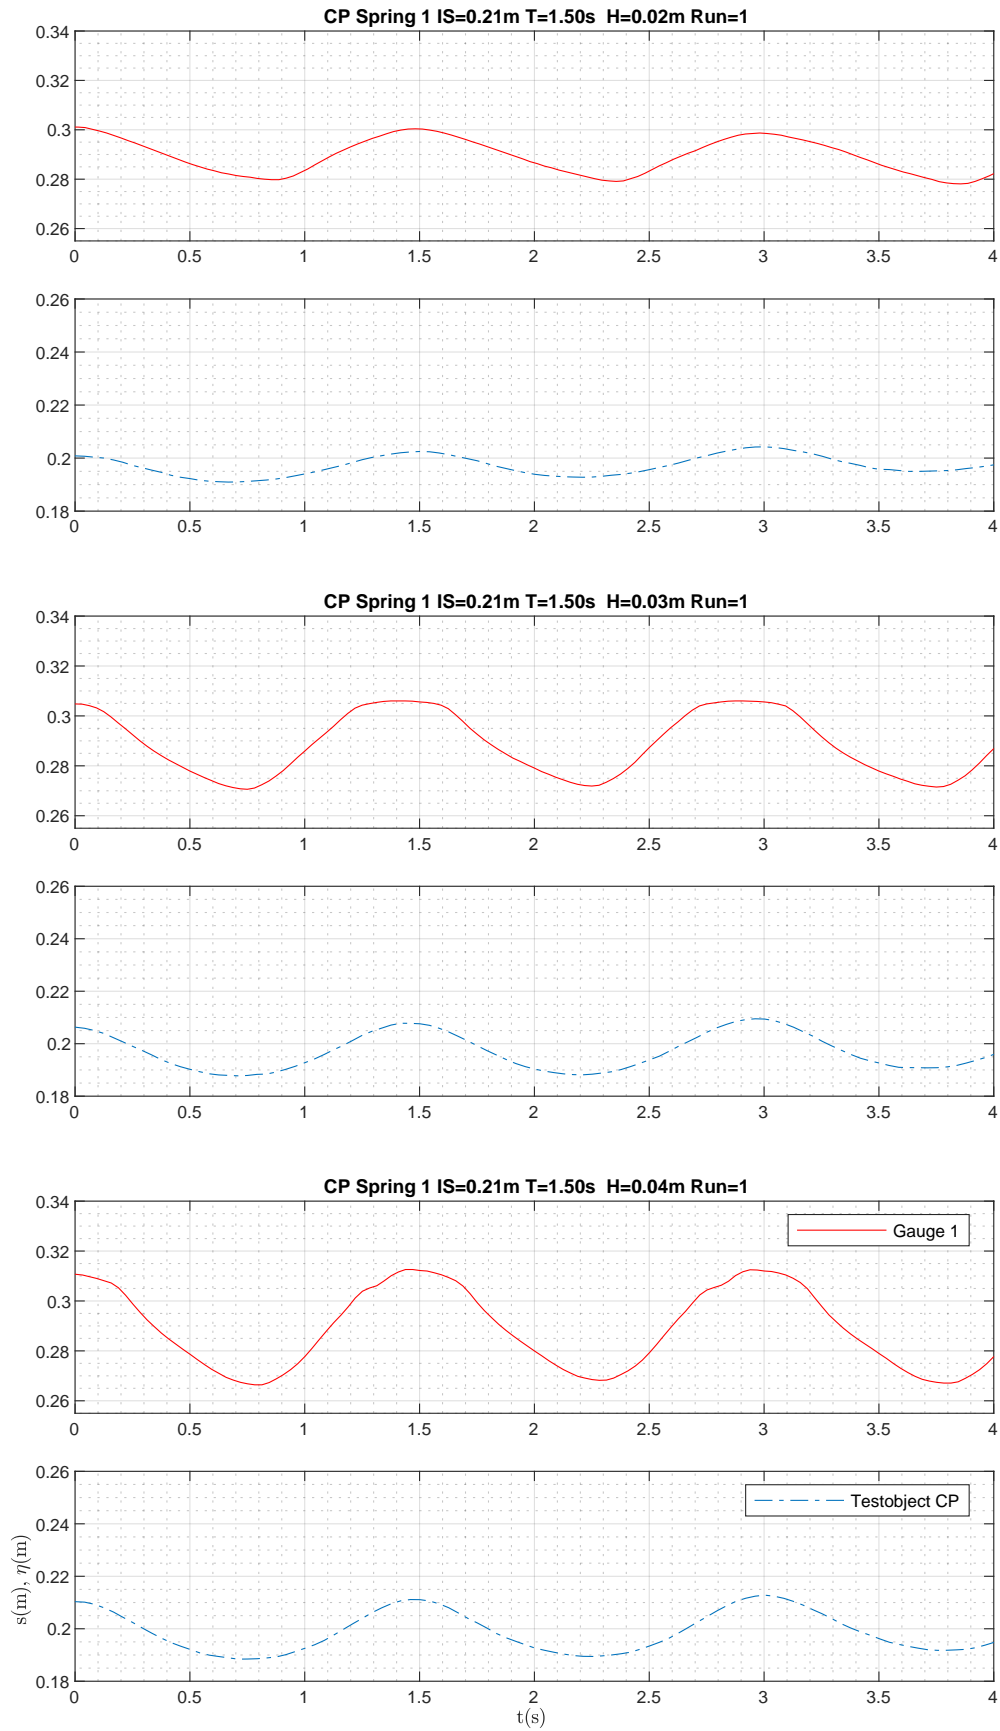 CP Spring 1 IS=0.21m T=1.50s  H=0.02m Run=1
0.34
0.32
0.3
0.28
0.26
0 0.5 1 1.5 2 2.5 3 3.5 4
0.26
0.24
0.22
0.2
0.18
0 0.5 1 1.5 2 2.5 3 3.5 4
CP Spring 1 IS=0.21m T=1.50s  H=0.03m Run=1
0.34
0.32
0.3
0.28
0.26
0 0.5 1 1.5 2 2.5 3 3.5 4
0.26
0.24
0.22
0.2
0.18
0 0.5 1 1.5 2 2.5 3 3.5 4
CP Spring 1 IS=0.21m T=1.50s  H=0.04m Run=1
0.34
Gauge 1
0.32
0.3
0.28
0.26
0 0.5 1 1.5 2 2.5 3 3.5 4
0.26
Testobject CP
0.24
0.22
0.2
0.18
s(m), η(m)
0 0.5 1 1.5 2 2.5 3 3.5 4
t(s)